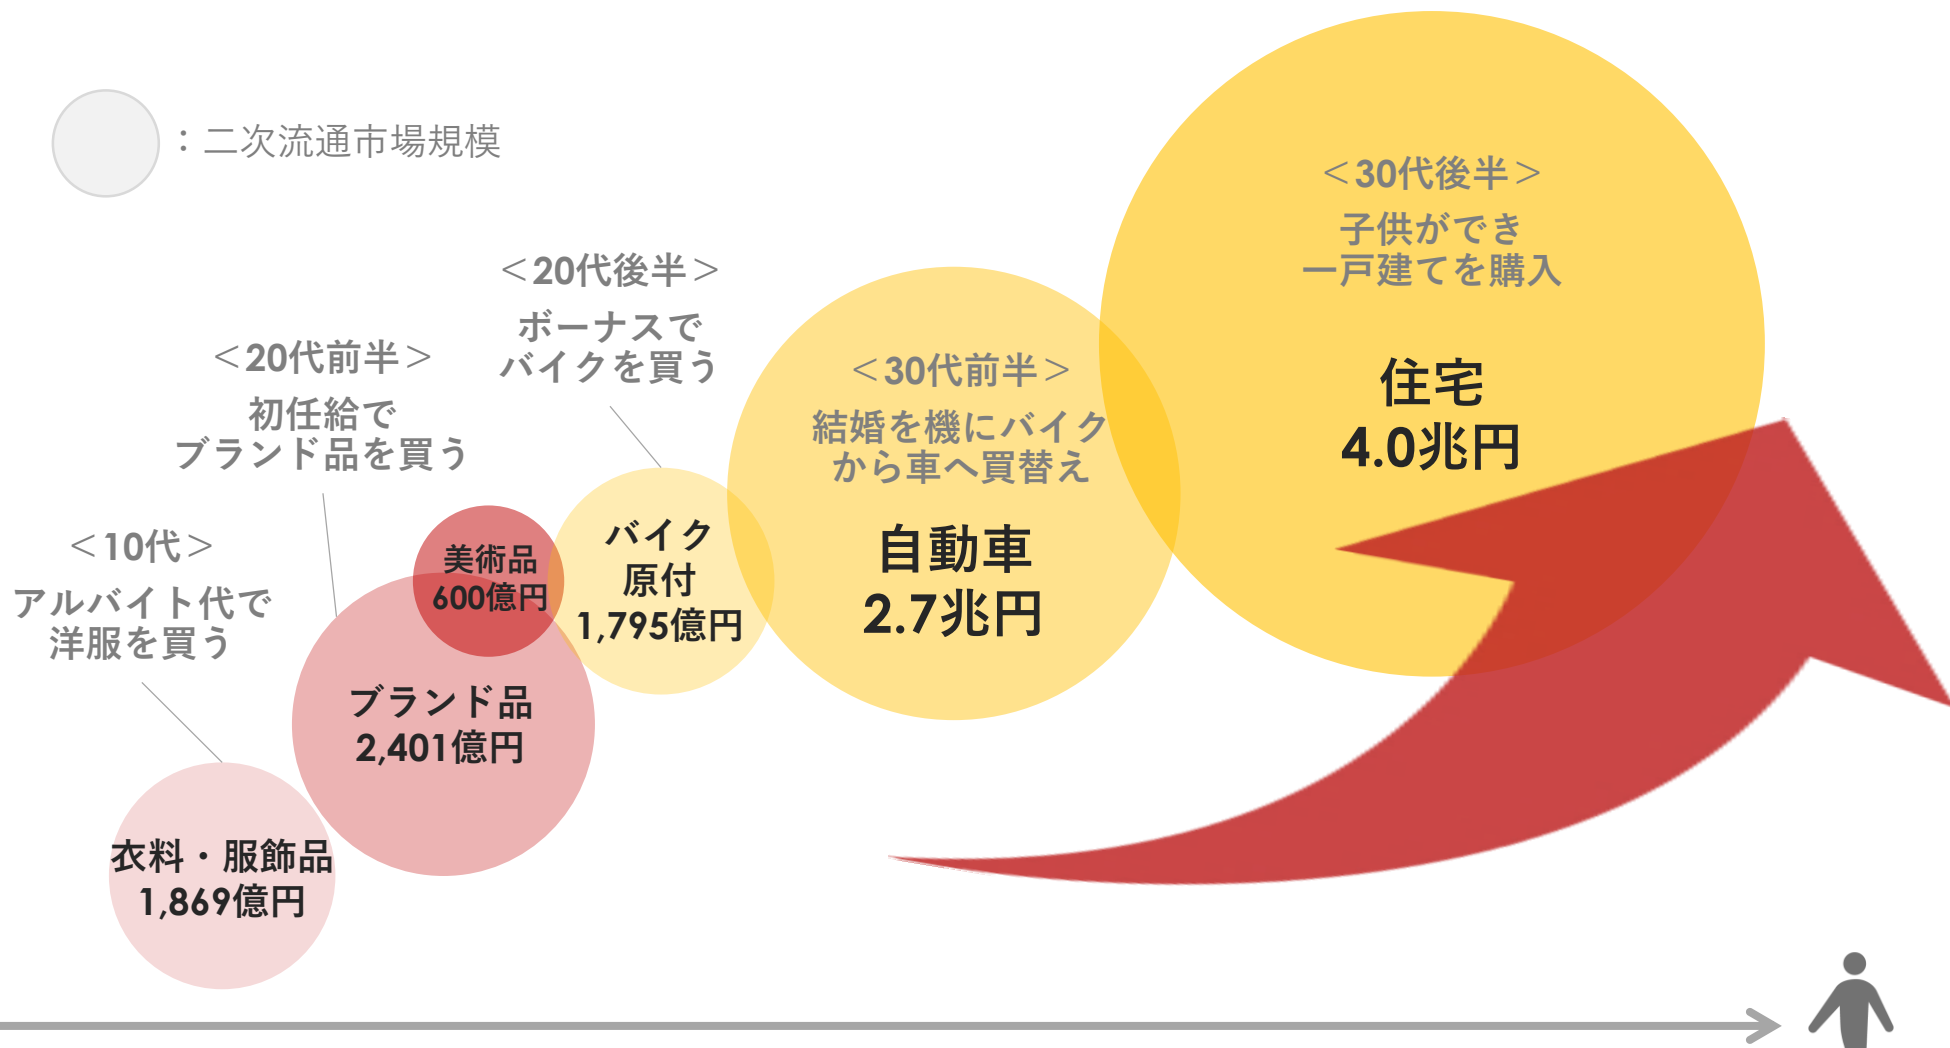 ：二次流通市場規模
＜10代＞
アルバイト代で
洋服を買う
衣料・服飾品
1,869億円
＜20代前半＞
初任給で
ブランド品を買う
ブランド品
2,401億円
美術品
600億円
＜20代後半＞
ボーナスで
バイクを買う
バイク
原付
1,795億円
＜30代前半＞
結婚を機にバイク
から車へ買替え
自動車
2.7兆円
＜30代後半＞
子供ができ
一戸建てを購入
住宅
4.0兆円